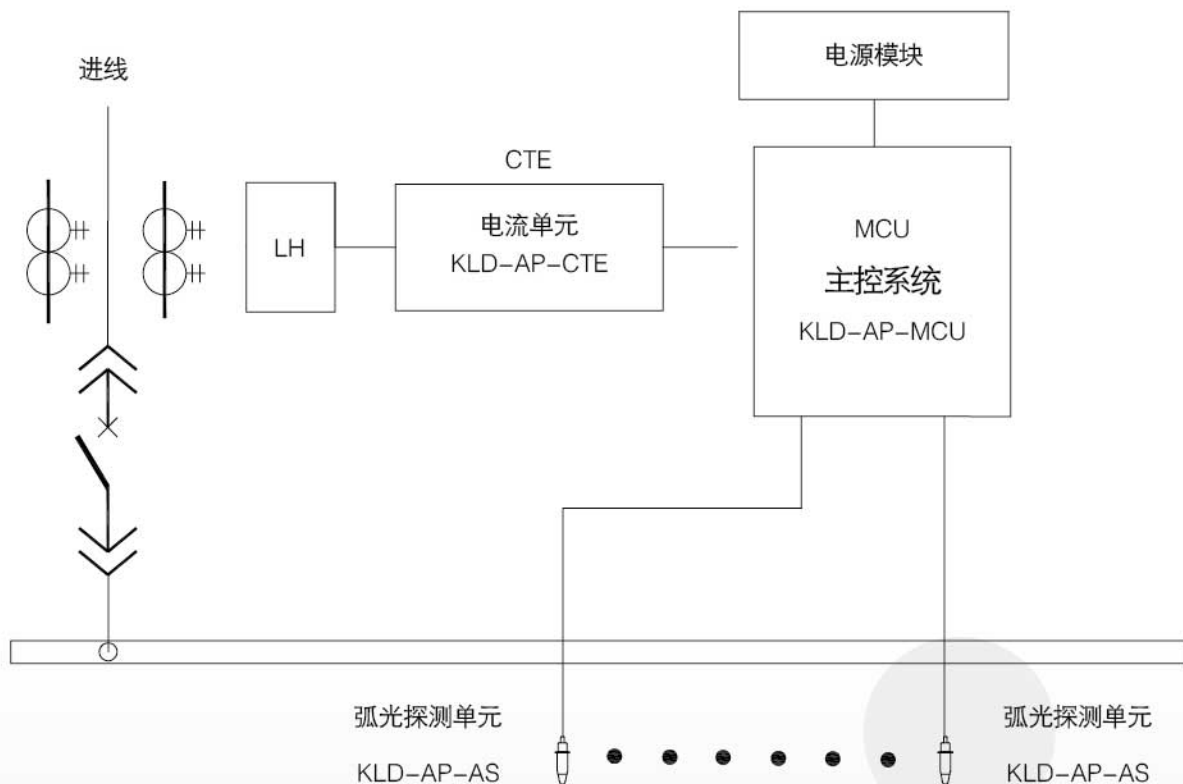 进线
电源模块
CTE
LH
电流单元
KLD-AP-CTE
MCU
主控系统
KLD-AP-MCU
弧光探测单元
KLD-AP-AS
弧光探测单元
KLD-AP-AS